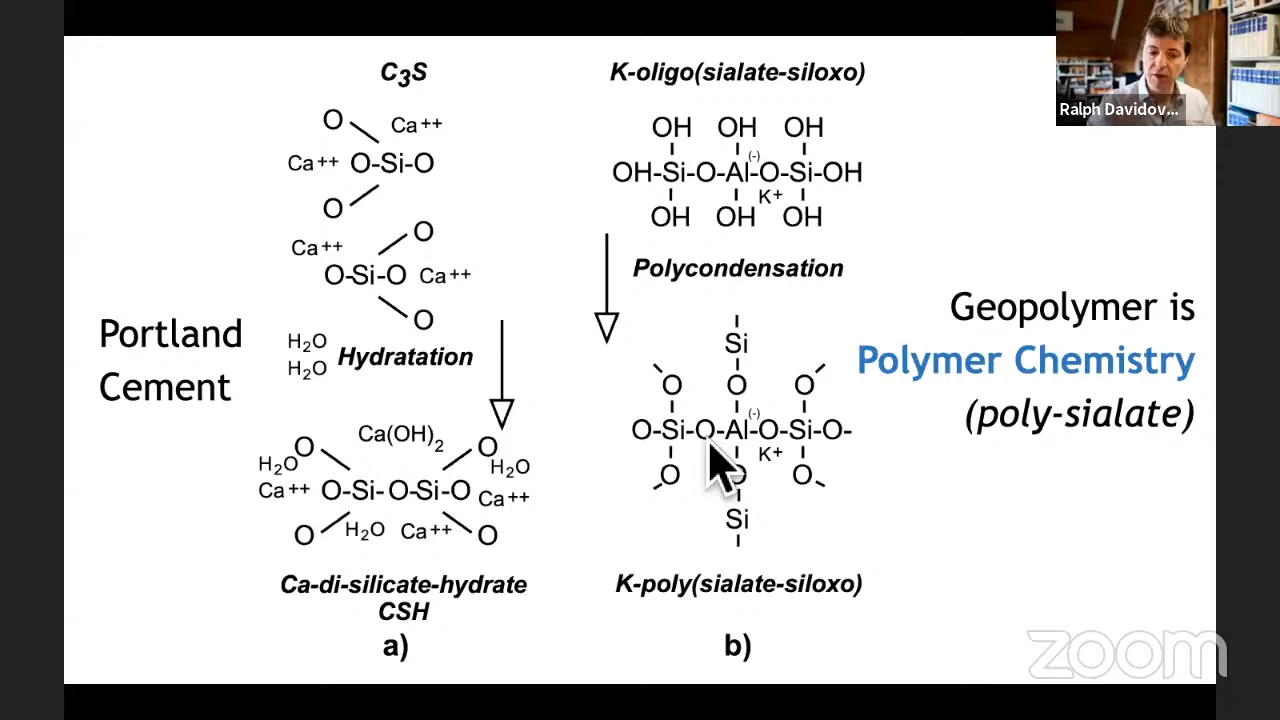 C3S
O
Ca++
Ca++ O-Si-O
O
Ca++
O
O-Si-O Ca++
O
H2O
H2O
Hydratation
Ca(OH)2
O
O
H2O
H2O
Ca++ O-Si-O-Si-O Ca++
O
H2O
Ca++
O
Ca-di-silicate-hydrate
CSH
a)
Portland
Cement
K-oligo(sialate-siloxo)
OH OH OH
(-)
OH-Si-O-Al-O-Si-OH
K+
OH OH OH
Polycondensation
Si
O O O
(-)
O-Si-O-Al-O-Si-O-
K+
O O O
Si
K-poly(sialate-siloxo)
b)
Geopolymer is
Polymer Chemistry
(poly-sialate)
Ralph Davidov...
zoom